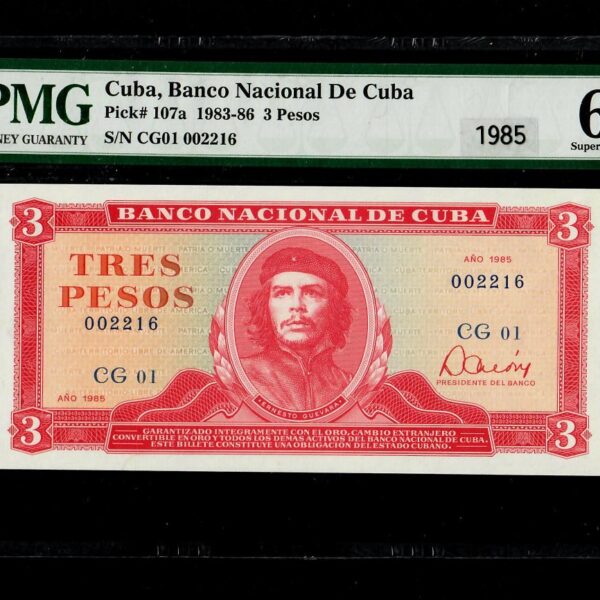 PMG
Cuba, Banco Nacional De Cuba
Pick# 107a 1983-86 3 Pesos
S/N CG01 002216
GUARANTY
1985
6
Super
3 BANCO NACIONAL DE CUBA 3
TRES
PESOS
002216
CG 01
AÑO 1985
AÑO 1985
002216
CG 01
PRESIDENTE DEL BANCO
ERNESTO GUEVARA
3 3
GARANTIZADO INTEGRAMENTE CON EL ORO, CAMBIO EXTRANJERO
CONVERTIBLE EN ORO Y TODOS LOS DEMAS ACTIVOS DEL BANCO NACIONAL DE CUBA.
ESTE BILLETE CONSTITUYE UNA OBLIGACION DEL ESTADO CUBANO.